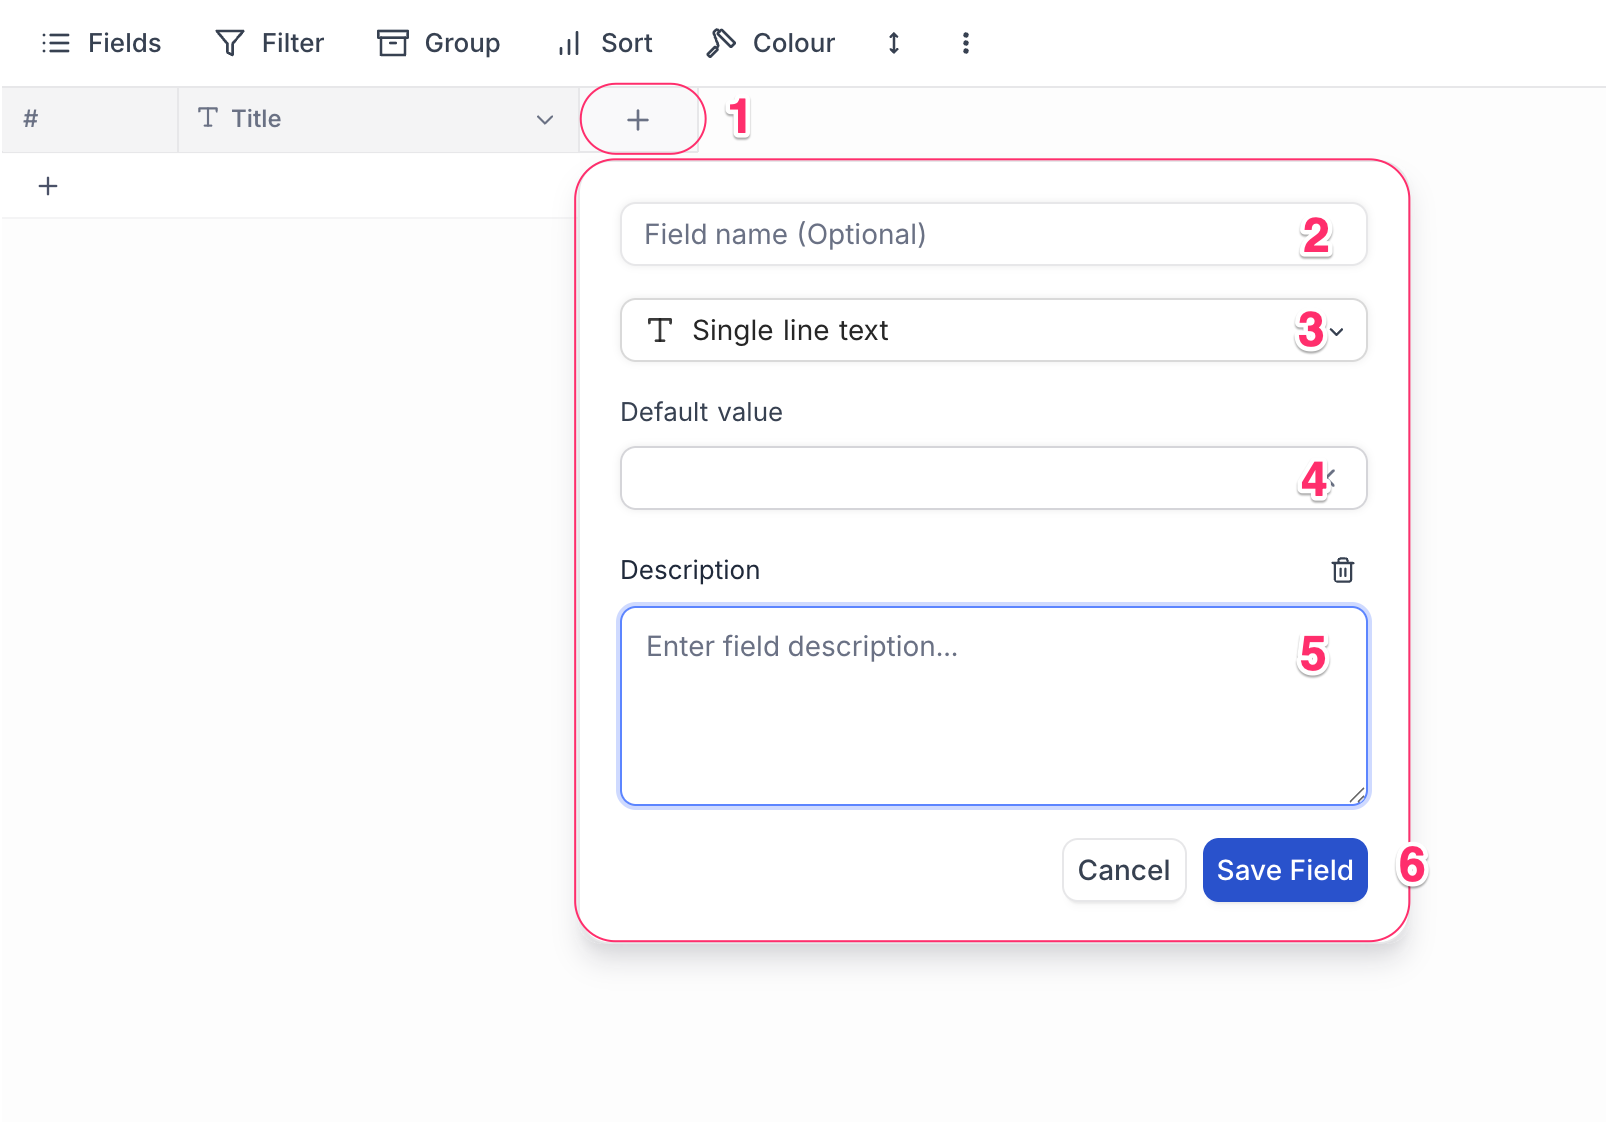 Fields Filter Group Sort Colour
# Title 1
Field name (Optional) 2
Single line text 3
Default value
4
Description
Enter field description... 5
Cancel Save Field 6